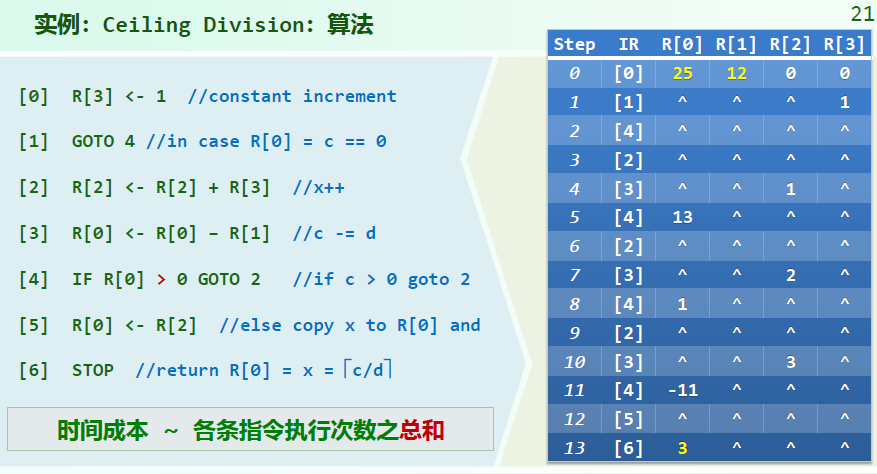 21
实例：Ceiling Division：算法
[0] R[3] <- 1 //constant increment
[1] GOTO 4 //in case R[0] = c == 0
[2] R[2] <- R[2] + R[3] //x++
[3] R[0] <- R[0] – R[1] //c -= d
[4] IF R[0] > 0 GOTO 2 //if c > 0 goto 2
[5] R[0] <- R[2] //else copy x to R[0] and
[6] STOP //return R[0] = x = ⌈c/d⌉
时间成本 ~ 各条指令执行次数之总和
Step IR R[0] R[1] R[2] R[3]
0 [0] 25 12 0 0
1 [1] ^ ^ ^ 1
2 [4] ^ ^ ^ ^
3 [2] ^ ^ ^ ^
4 [3] ^ ^ 1 ^
5 [4] 13 ^ ^ ^
6 [2] ^ ^ ^ ^
7 [3] ^ ^ 2 ^
8 [4] 1 ^ ^ ^
9 [2] ^ ^ ^ ^
10 [3] ^ ^ 3 ^
11 [4] -11 ^ ^ ^
12 [5] ^ ^ ^ ^
13 [6] 3 ^ ^ ^